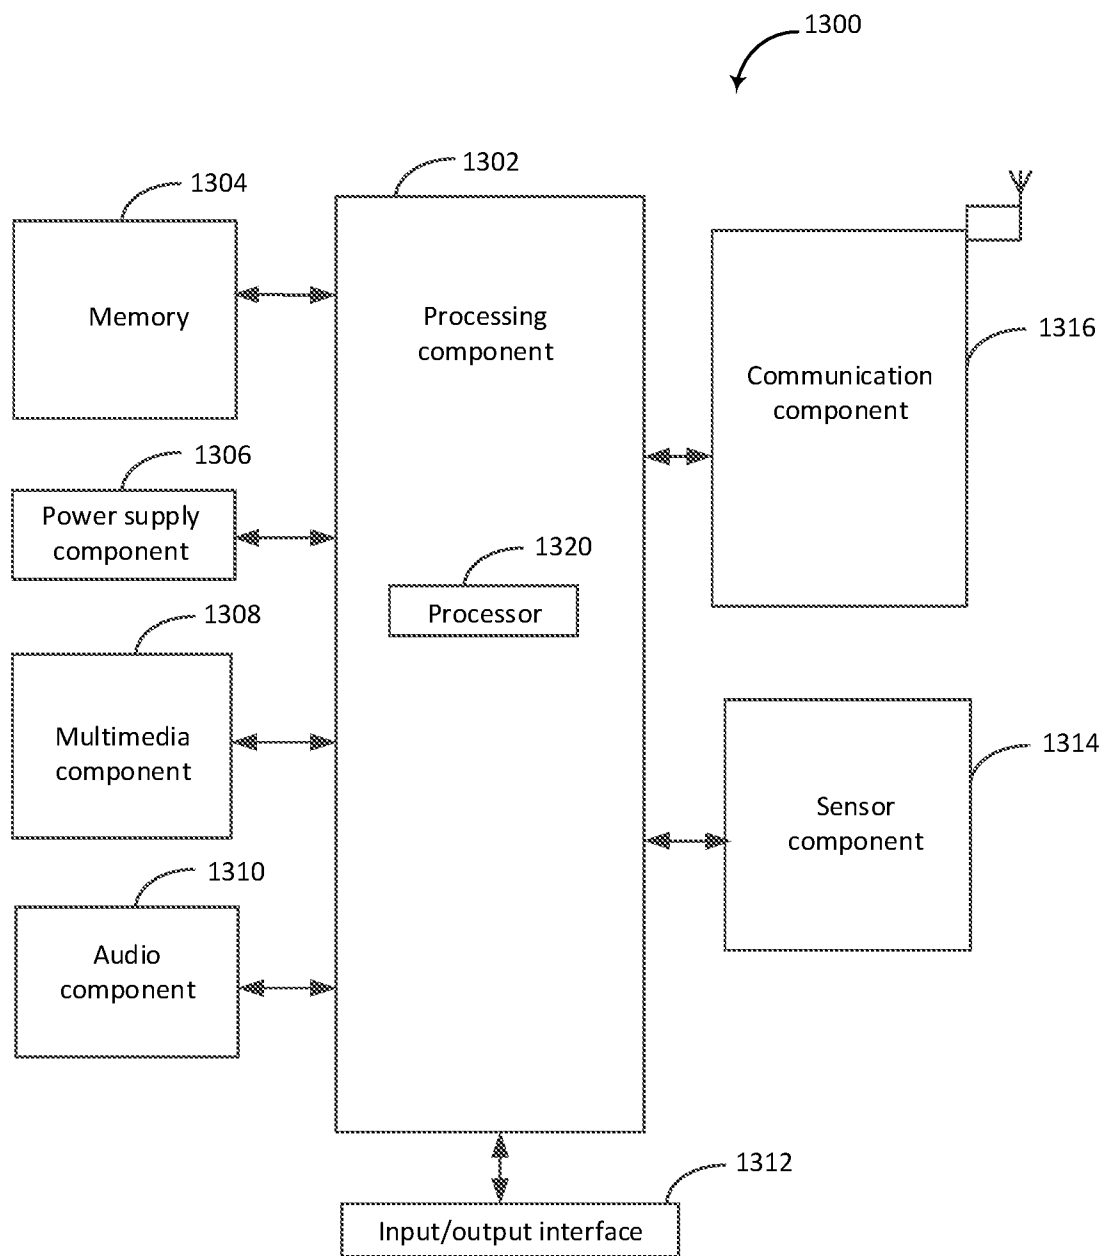 1300
1302
1304
Memory
Processing
component
1316
Communication
component
1306
Power supply
component
1320
Processor
1308
Multimedia
component
1314
Sensor
component
1310
Audio
component
1312
Input/output interface